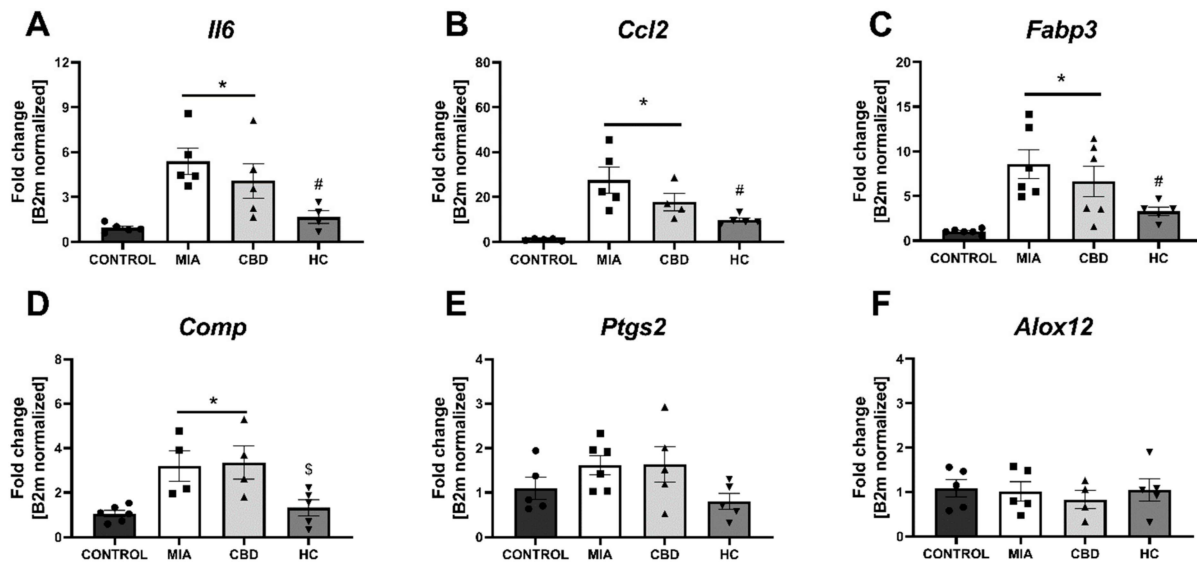 A
Il6
Fold change
[B2m normalized]
12
9
6
3
0
*
#
CONTROL MIA CBD HC
B
Ccl2
Fold change
[B2m normalized]
80
60
40
20
0
*
#
CONTROL MIA CBD HC
C
Fabp3
Fold change
[B2m normalized]
20
15
10
5
0
*
#
CONTROL MIA CBD HC
D
Comp
Fold change
[B2m normalized]
8
6
4
2
0
*
$
CONTROL MIA CBD HC
E
Ptgs2
Fold change
[B2m normalized]
4
3
2
1
0
CONTROL MIA CBD HC
F
Alox12
Fold change
[B2m normalized]
4
3
2
1
0
CONTROL MIA CBD HC